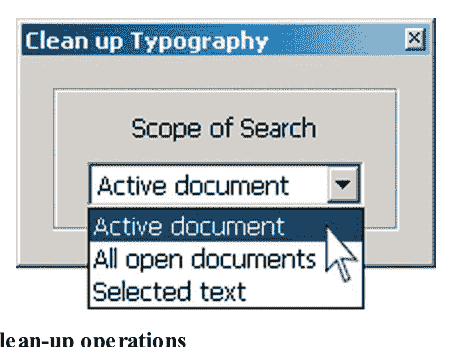 Clean up Typography
Scope of Search
Active document
Active document
All open documents
Selected text
lean-up operations